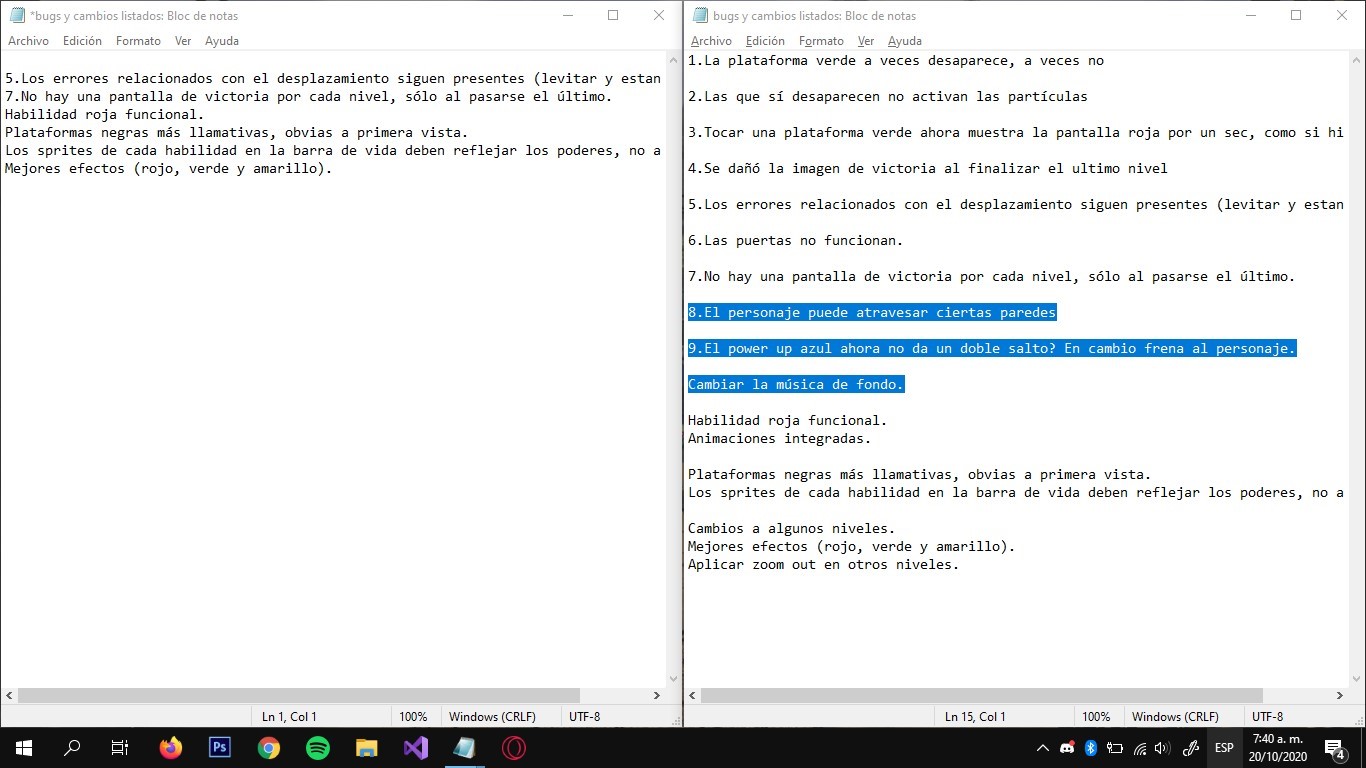 *bugs y cambios listados: Bloc de notas
Archivo Edición Formato Ver Ayuda
5.Los errores relacionados con el desplazamiento siguen presentes (levitar y estan
7.No hay una pantalla de victoria por cada nivel, sólo al pasarse el último.
Habilidad roja funcional.
Plataformas negras más llamativas, obvias a primera vista.
Los sprites de cada habilidad en la barra de vida deben reflejar los poderes, no a
Mejores efectos (rojo, verde y amarillo).
Ln 1, Col 1 100% Windows (CRLF) UTF-8
bugs y cambios listados: Bloc de notas
Archivo Edición Formato Ver Ayuda
1.La plataforma verde a veces desaparece, a veces no
2.Las que sí desaparecen no activan las partículas
3.Tocar una plataforma verde ahora muestra la pantalla roja por un sec, como si hi
4.Se dañó la imagen de victoria al finalizar el ultimo nivel
5.Los errores relacionados con el desplazamiento siguen presentes (levitar y estan
6.Las puertas no funcionan.
7.No hay una pantalla de victoria por cada nivel, sólo al pasarse el último.
8.El personaje puede atravesar ciertas paredes
9.El power up azul ahora no da un doble salto? En cambio frena al personaje.
Cambiar la música de fondo.
Habilidad roja funcional.
Animaciones integradas.
Plataformas negras más llamativas, obvias a primera vista.
Los sprites de cada habilidad en la barra de vida deben reflejar los poderes, no a
Cambios a algunos niveles.
Mejores efectos (rojo, verde y amarillo).
Aplicar zoom out en otros niveles.
Ln 15, Col 1 100% Windows (CRLF) UTF-8
Ps
ESP
7:40 a. m.
20/10/2020
4